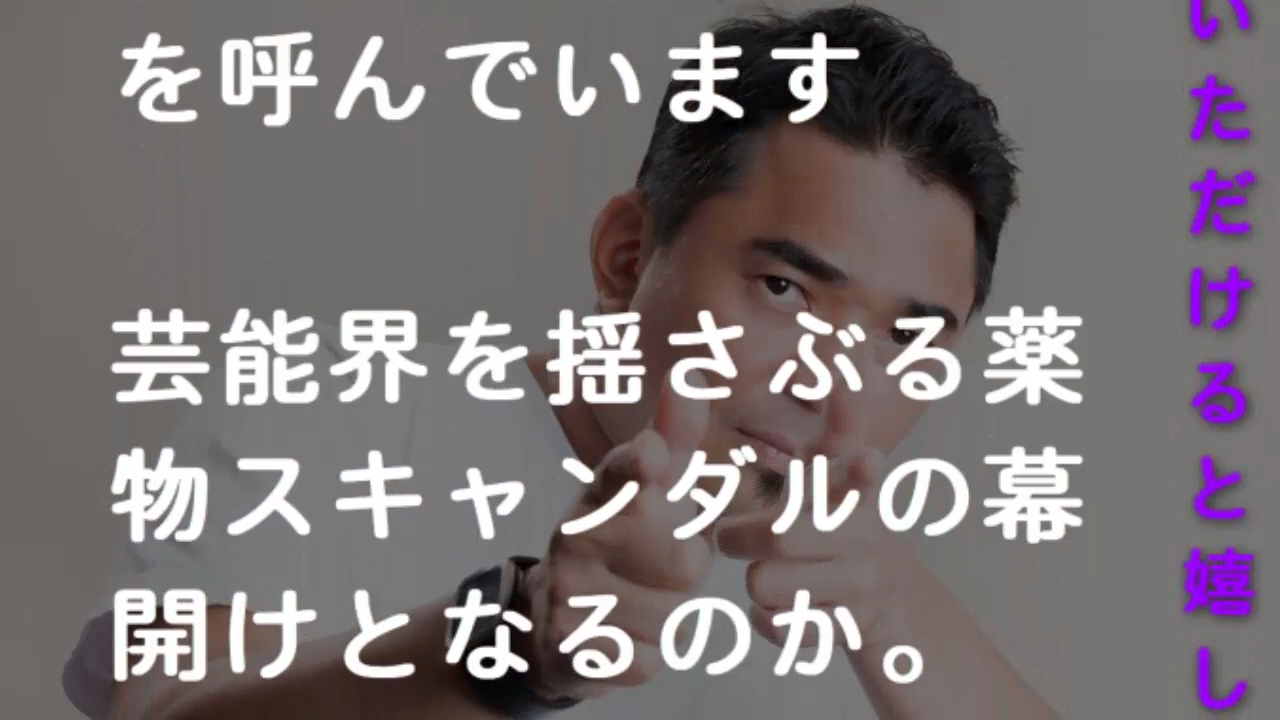 を呼んでいます
芸能界を揺さぶる薬
物スキャンダルの幕
開けとなるのか。
いただけると嬉し